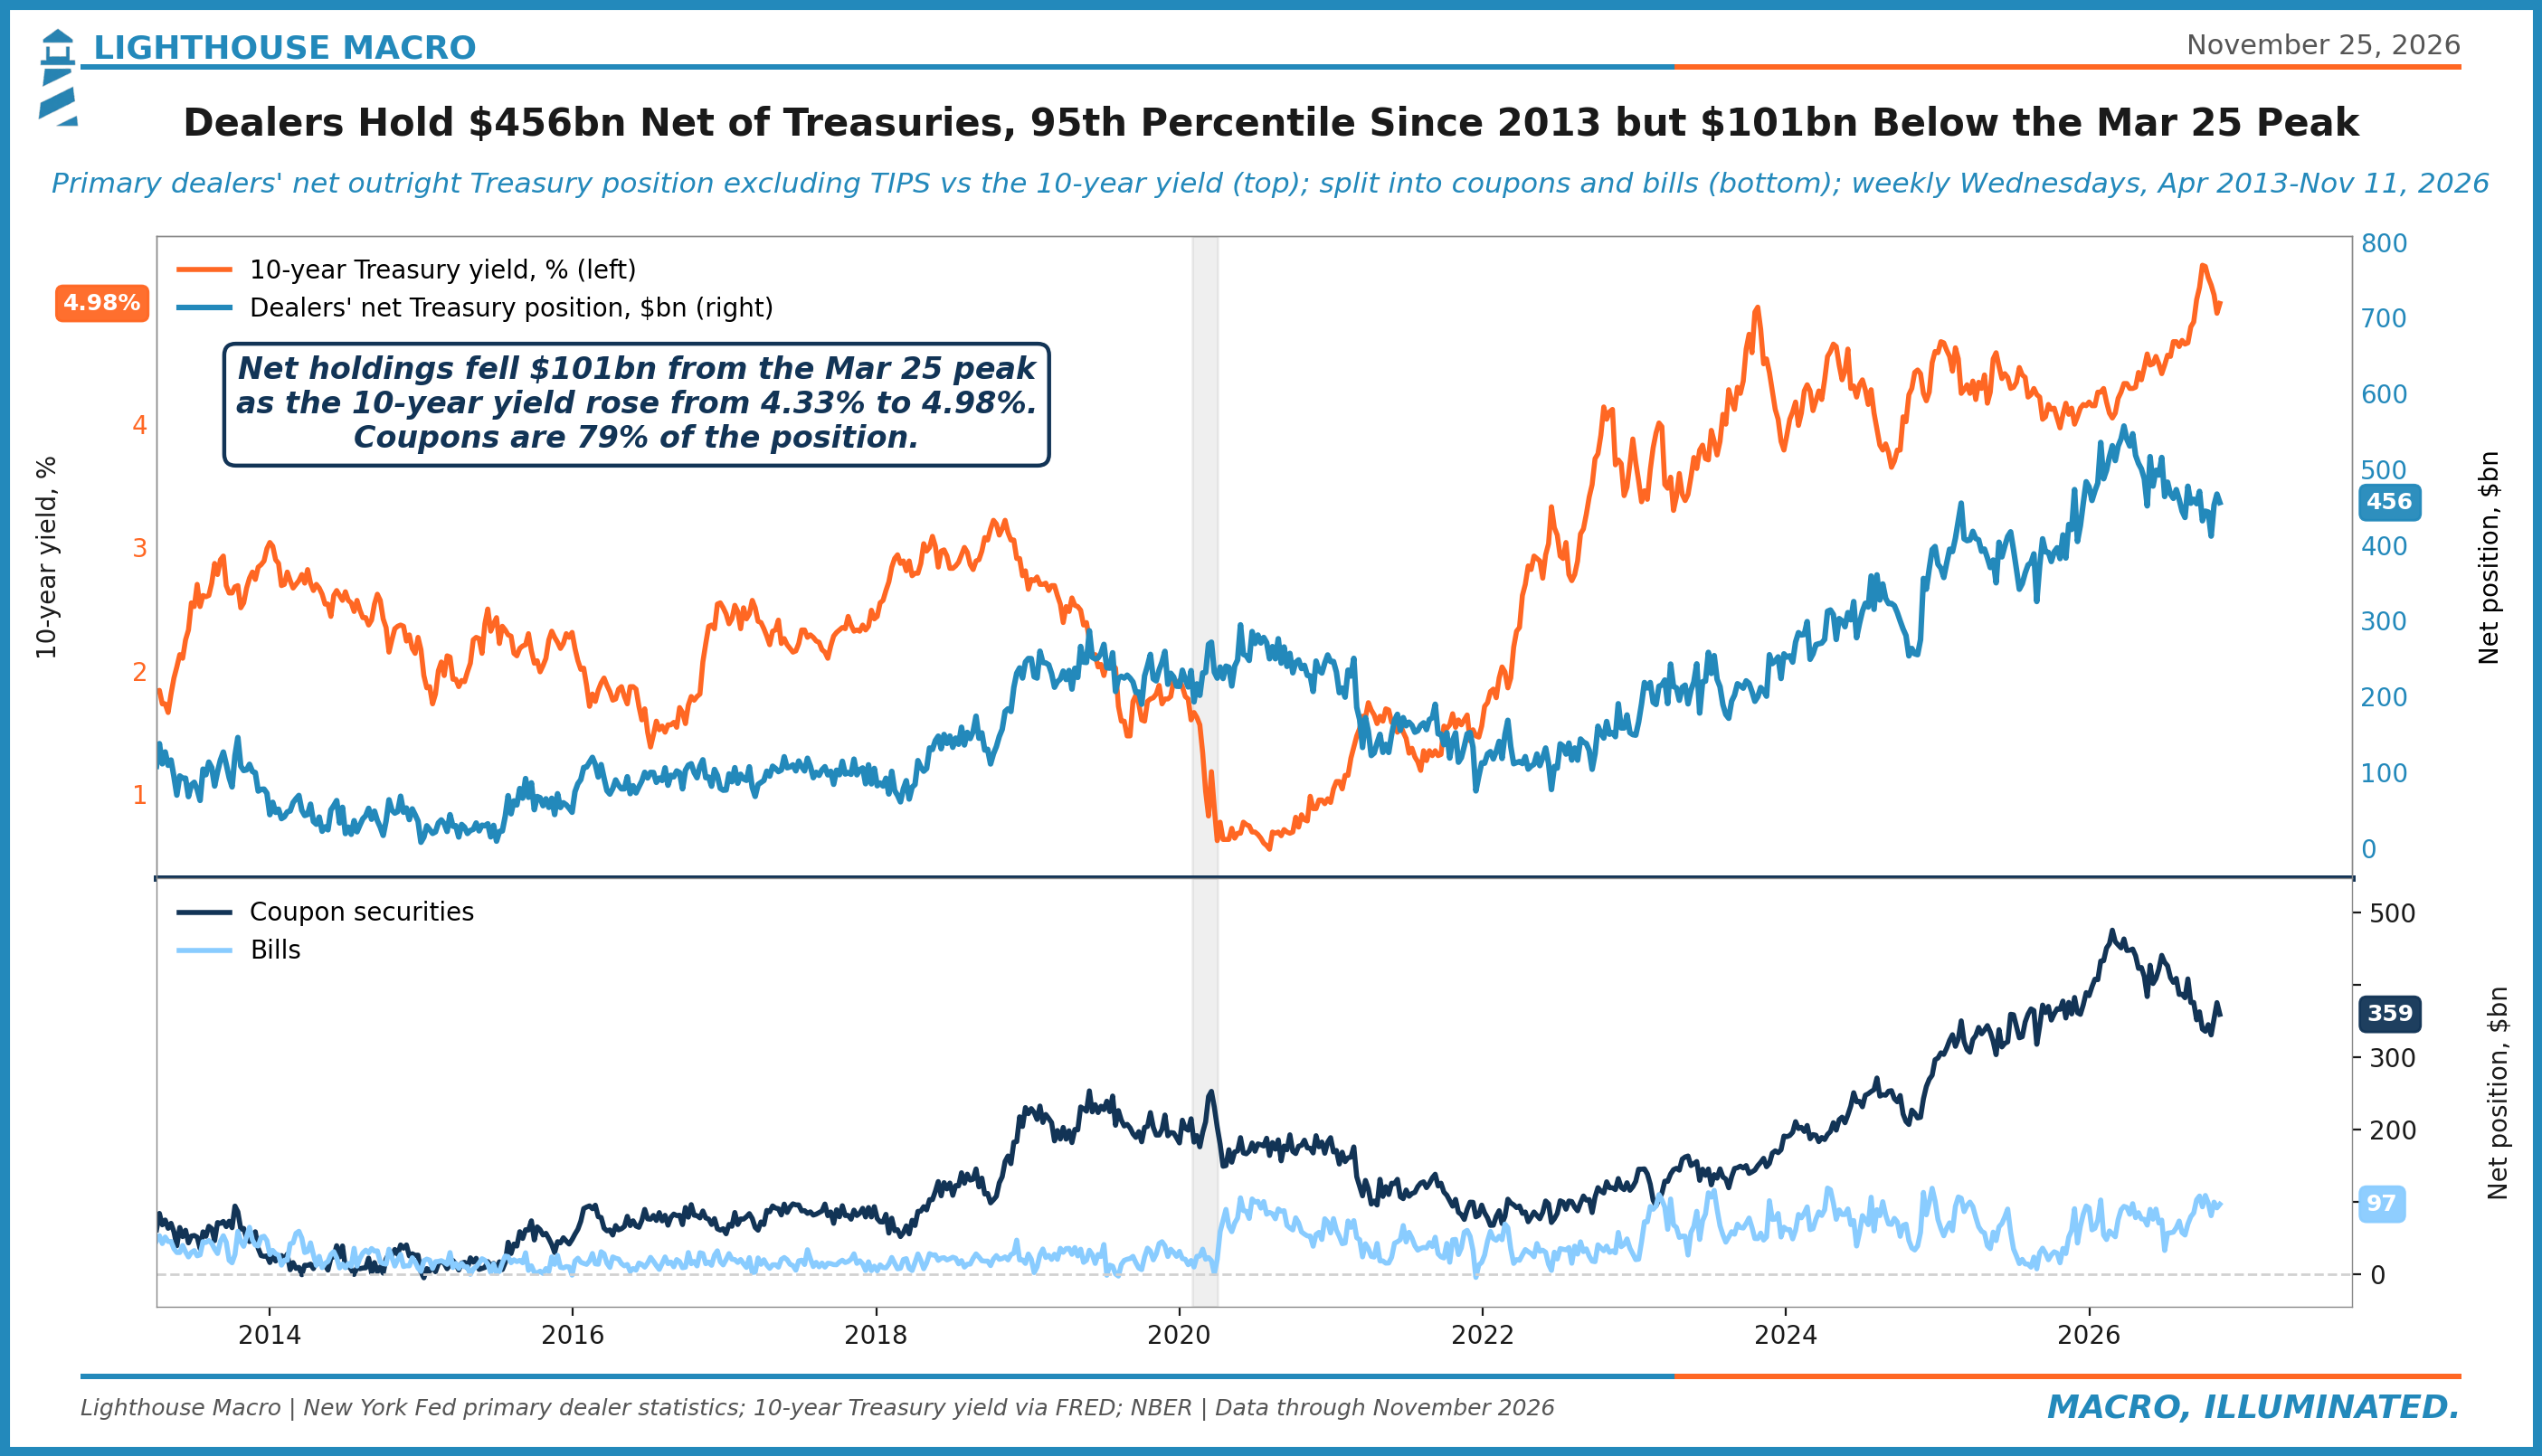 LIGHTHOUSE MACRO
November 25, 2026
Dealers Hold $456bn Net of Treasuries, 95th Percentile Since 2013 but $101bn Below the Mar 25 Peak
Primary dealers' net outright Treasury position excluding TIPS vs the 10-year yield (top); split into coupons and bills (bottom); weekly Wednesdays, Apr 2013-Nov 11, 2026
10-year Treasury yield, % (left)
Dealers' net Treasury position, $bn (right)
Net holdings fell $101bn from the Mar 25 peak
as the 10-year yield rose from 4.33% to 4.98%.
Coupons are 79% of the position.
10-year yield, %
4.98%
4
3
2
1
800
700
600
500
456
400
300
200
100
0
Net position, $bn
Coupon securities
Bills
500
359
300
200
97
0
Net position, $bn
2014
2016
2018
2020
2022
2024
2026
Lighthouse Macro | New York Fed primary dealer statistics; 10-year Treasury yield via FRED; NBER | Data through November 2026
MACRO, ILLUMINATED.